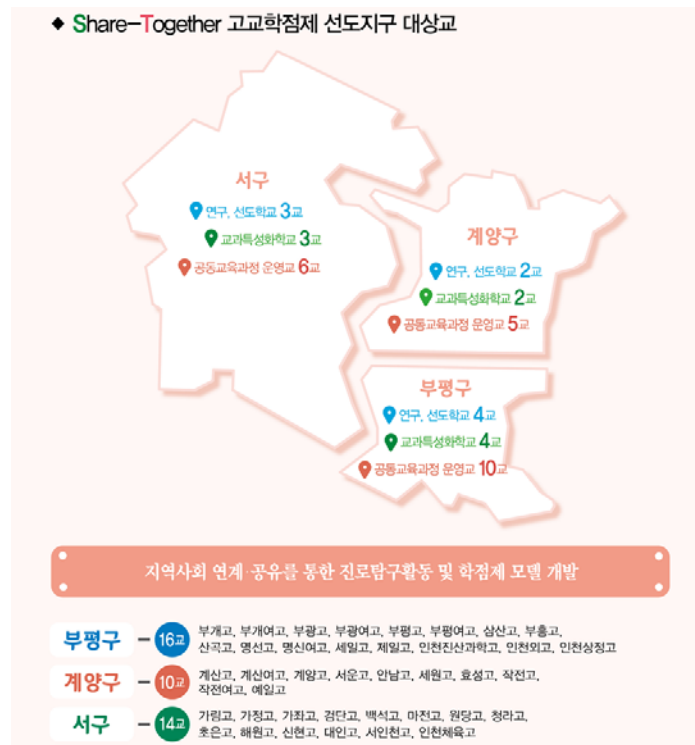 ◆ Share-Together 고교학점제 선도지구 대상교
서구
연구, 선도학교 3교
교과특성화학교 3교
공동교육과정 운영교 6교
계양구
연구, 선도학교 2교
교과특성화학교 2교
공동교육과정 운영교 5교
부평구
연구, 선도학교 4교
교과특성화학교 4교
공동교육과정 운영교 10교
지역사회 연계·공유를 통한 진로탐구활동 및 학점제 모델 개발
부평구 - 16교 부개고, 부개여고, 부광고, 부광여고, 부평고, 부평여고, 삼산고, 부흥고,
산곡고, 명선고, 명신여고, 세일고, 제일고, 인천진산과학고, 인천외고, 인천상정고
계양구 - 10교 계산고, 계산여고, 계양고, 서운고, 안남고, 세원고, 효성고, 작전고,
작전여고, 예일고
서구 - 14교 가림고, 가정고, 가좌고, 검단고, 백석고, 마전고, 원당고, 청라고,
초은고, 해원고, 신현고, 대인고, 서인천고, 인천체육고